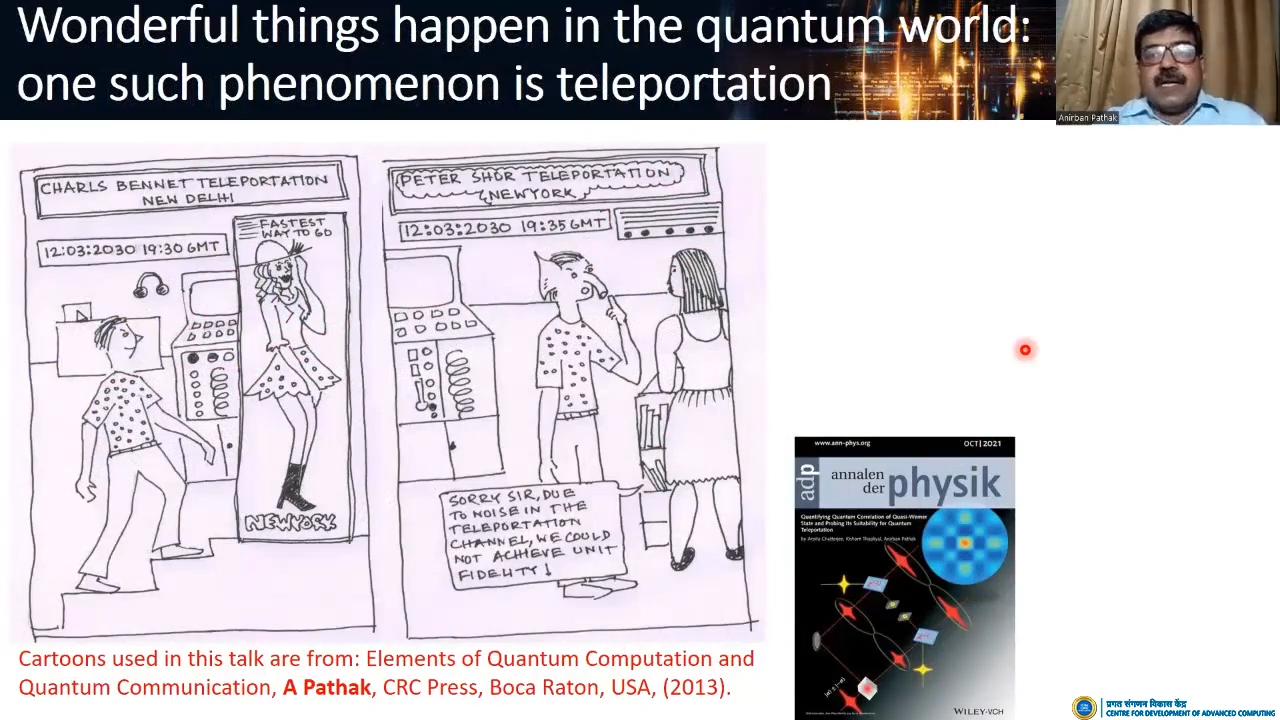 Wonderful things happen in the quantum world:
one such phenomenon is teleportation
Anirban Pathak
CHARLS BENNET TELEPORTATION
NEW DELHI
12:03:2030 19:30 GMT
FASTEST
WAY TO GO
NEWYORK
PETER SHOR TELEPORTATION
NEWYORK
12:03:2030 19:35 GMT
SORRY SIR, DUE
TO NOISE IN THE
TELEPORTATION
CHANNEL, WE COULD
NOT ACHIEVE UNIT
FIDELITY!
Cartoons used in this talk are from: Elements of Quantum Computation and
Quantum Communication, A Pathak, CRC Press, Boca Raton, USA, (2013).
www.ann-phys.org
OCT | 2021
adp
annalen
der physik
Quantifying Quantum Correlation of Quasi-Werner
State and Probing Its Suitability for Quantum
Teleportation
by Arpita Chatterjee, Kishore Thapliyal, Anirban Pathak
WILEY-VCH
प्रगत संगणन विकास केंद्र
CENTRE FOR DEVELOPMENT OF ADVANCED COMPUTING